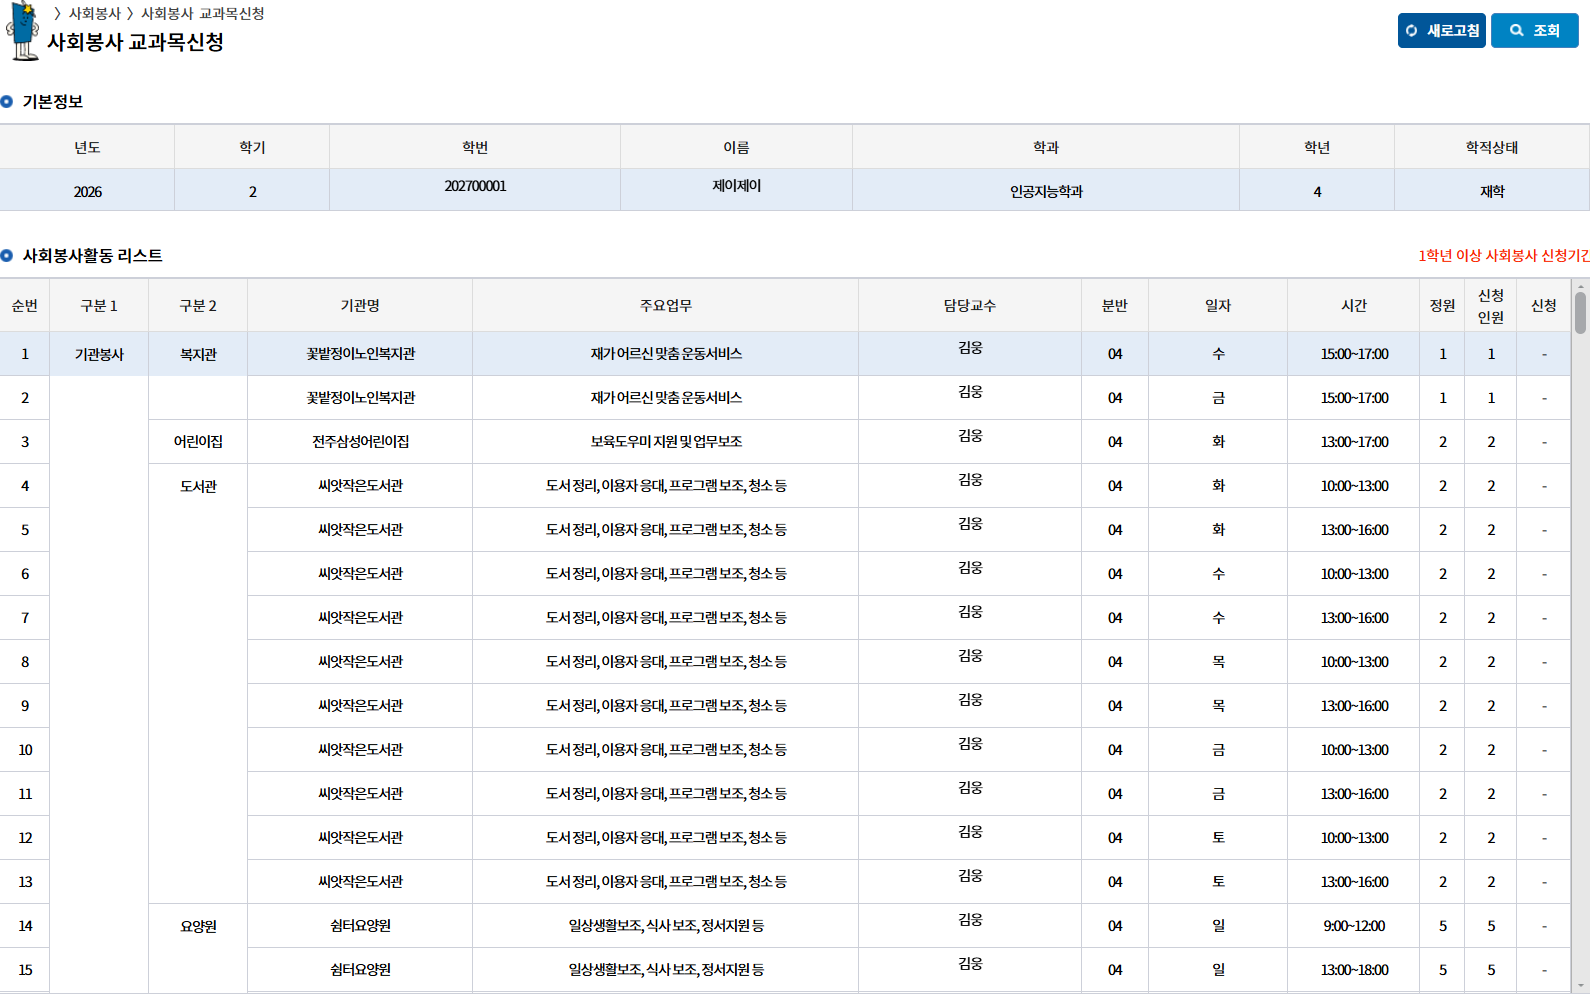 〉 사회봉사 〉 사회봉사 교과목신청
사회봉사 교과목신청
새로고침 조회
기본정보
년도 학기 학번 이름 학과 학년 학적상태
2026 2 202700001 제이제이 인공지능학과 4 재학
사회봉사활동 리스트 1학년 이상 사회봉사 신청기간
순번 구분 1 구분 2 기관명 주요업무 담당교수 분반 일자 시간 정원 신청 인원 신청
1 기관봉사 복지관 꽃밭정이노인복지관 재가 어르신 맞춤 운동서비스 김웅 04 수 15:00~17:00 1 1 -
2 꽃밭정이노인복지관 재가 어르신 맞춤 운동서비스 김웅 04 금 15:00~17:00 1 1 -
3 어린이집 전주삼성어린이집 보육도우미 지원 및 업무보조 김웅 04 화 13:00~17:00 2 2 -
4 도서관 씨앗작은도서관 도서 정리, 이용자 응대, 프로그램 보조, 청소 등 김웅 04 화 10:00~13:00 2 2 -
5 씨앗작은도서관 도서 정리, 이용자 응대, 프로그램 보조, 청소 등 김웅 04 화 13:00~16:00 2 2 -
6 씨앗작은도서관 도서 정리, 이용자 응대, 프로그램 보조, 청소 등 김웅 04 수 10:00~13:00 2 2 -
7 씨앗작은도서관 도서 정리, 이용자 응대, 프로그램 보조, 청소 등 김웅 04 수 13:00~16:00 2 2 -
8 씨앗작은도서관 도서 정리, 이용자 응대, 프로그램 보조, 청소 등 김웅 04 목 10:00~13:00 2 2 -
9 씨앗작은도서관 도서 정리, 이용자 응대, 프로그램 보조, 청소 등 김웅 04 목 13:00~16:00 2 2 -
10 씨앗작은도서관 도서 정리, 이용자 응대, 프로그램 보조, 청소 등 김웅 04 금 10:00~13:00 2 2 -
11 씨앗작은도서관 도서 정리, 이용자 응대, 프로그램 보조, 청소 등 김웅 04 금 13:00~16:00 2 2 -
12 씨앗작은도서관 도서 정리, 이용자 응대, 프로그램 보조, 청소 등 김웅 04 토 10:00~13:00 2 2 -
13 씨앗작은도서관 도서 정리, 이용자 응대, 프로그램 보조, 청소 등 김웅 04 토 13:00~16:00 2 2 -
14 요양원 쉼터요양원 일상생활보조, 식사 보조, 정서지원 등 김웅 04 일 9:00~12:00 5 5 -
15 쉼터요양원 일상생활보조, 식사 보조, 정서지원 등 김웅 04 일 13:00~18:00 5 5 -